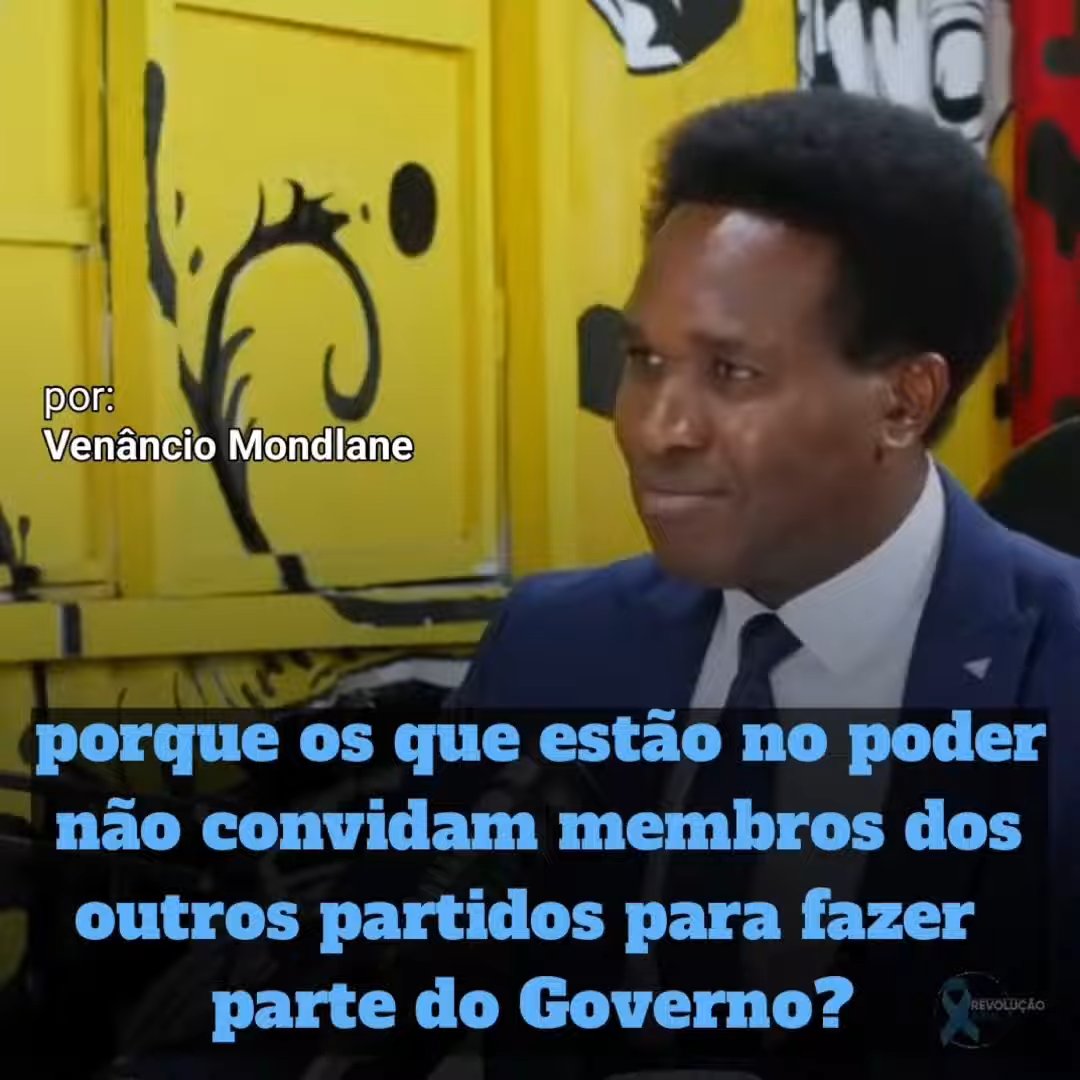 por:
Venâncio Mondlane
porque os que estão no poder
não convidam membros dos
outros partidos para fazer
parte do Governo?
REVOLUÇÃO